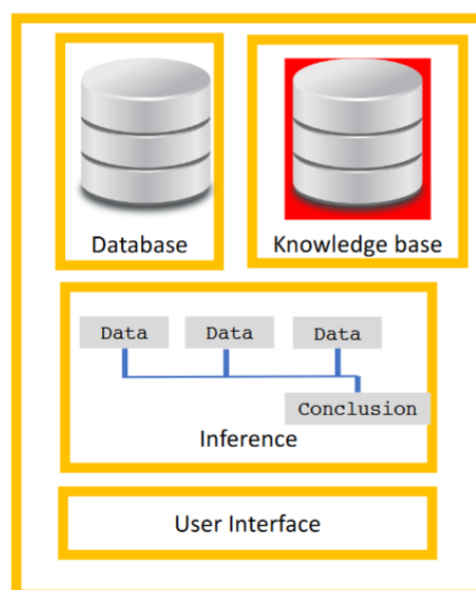 Database
Knowledge base
Data
Data
Data
Conclusion
Inference
User Interface